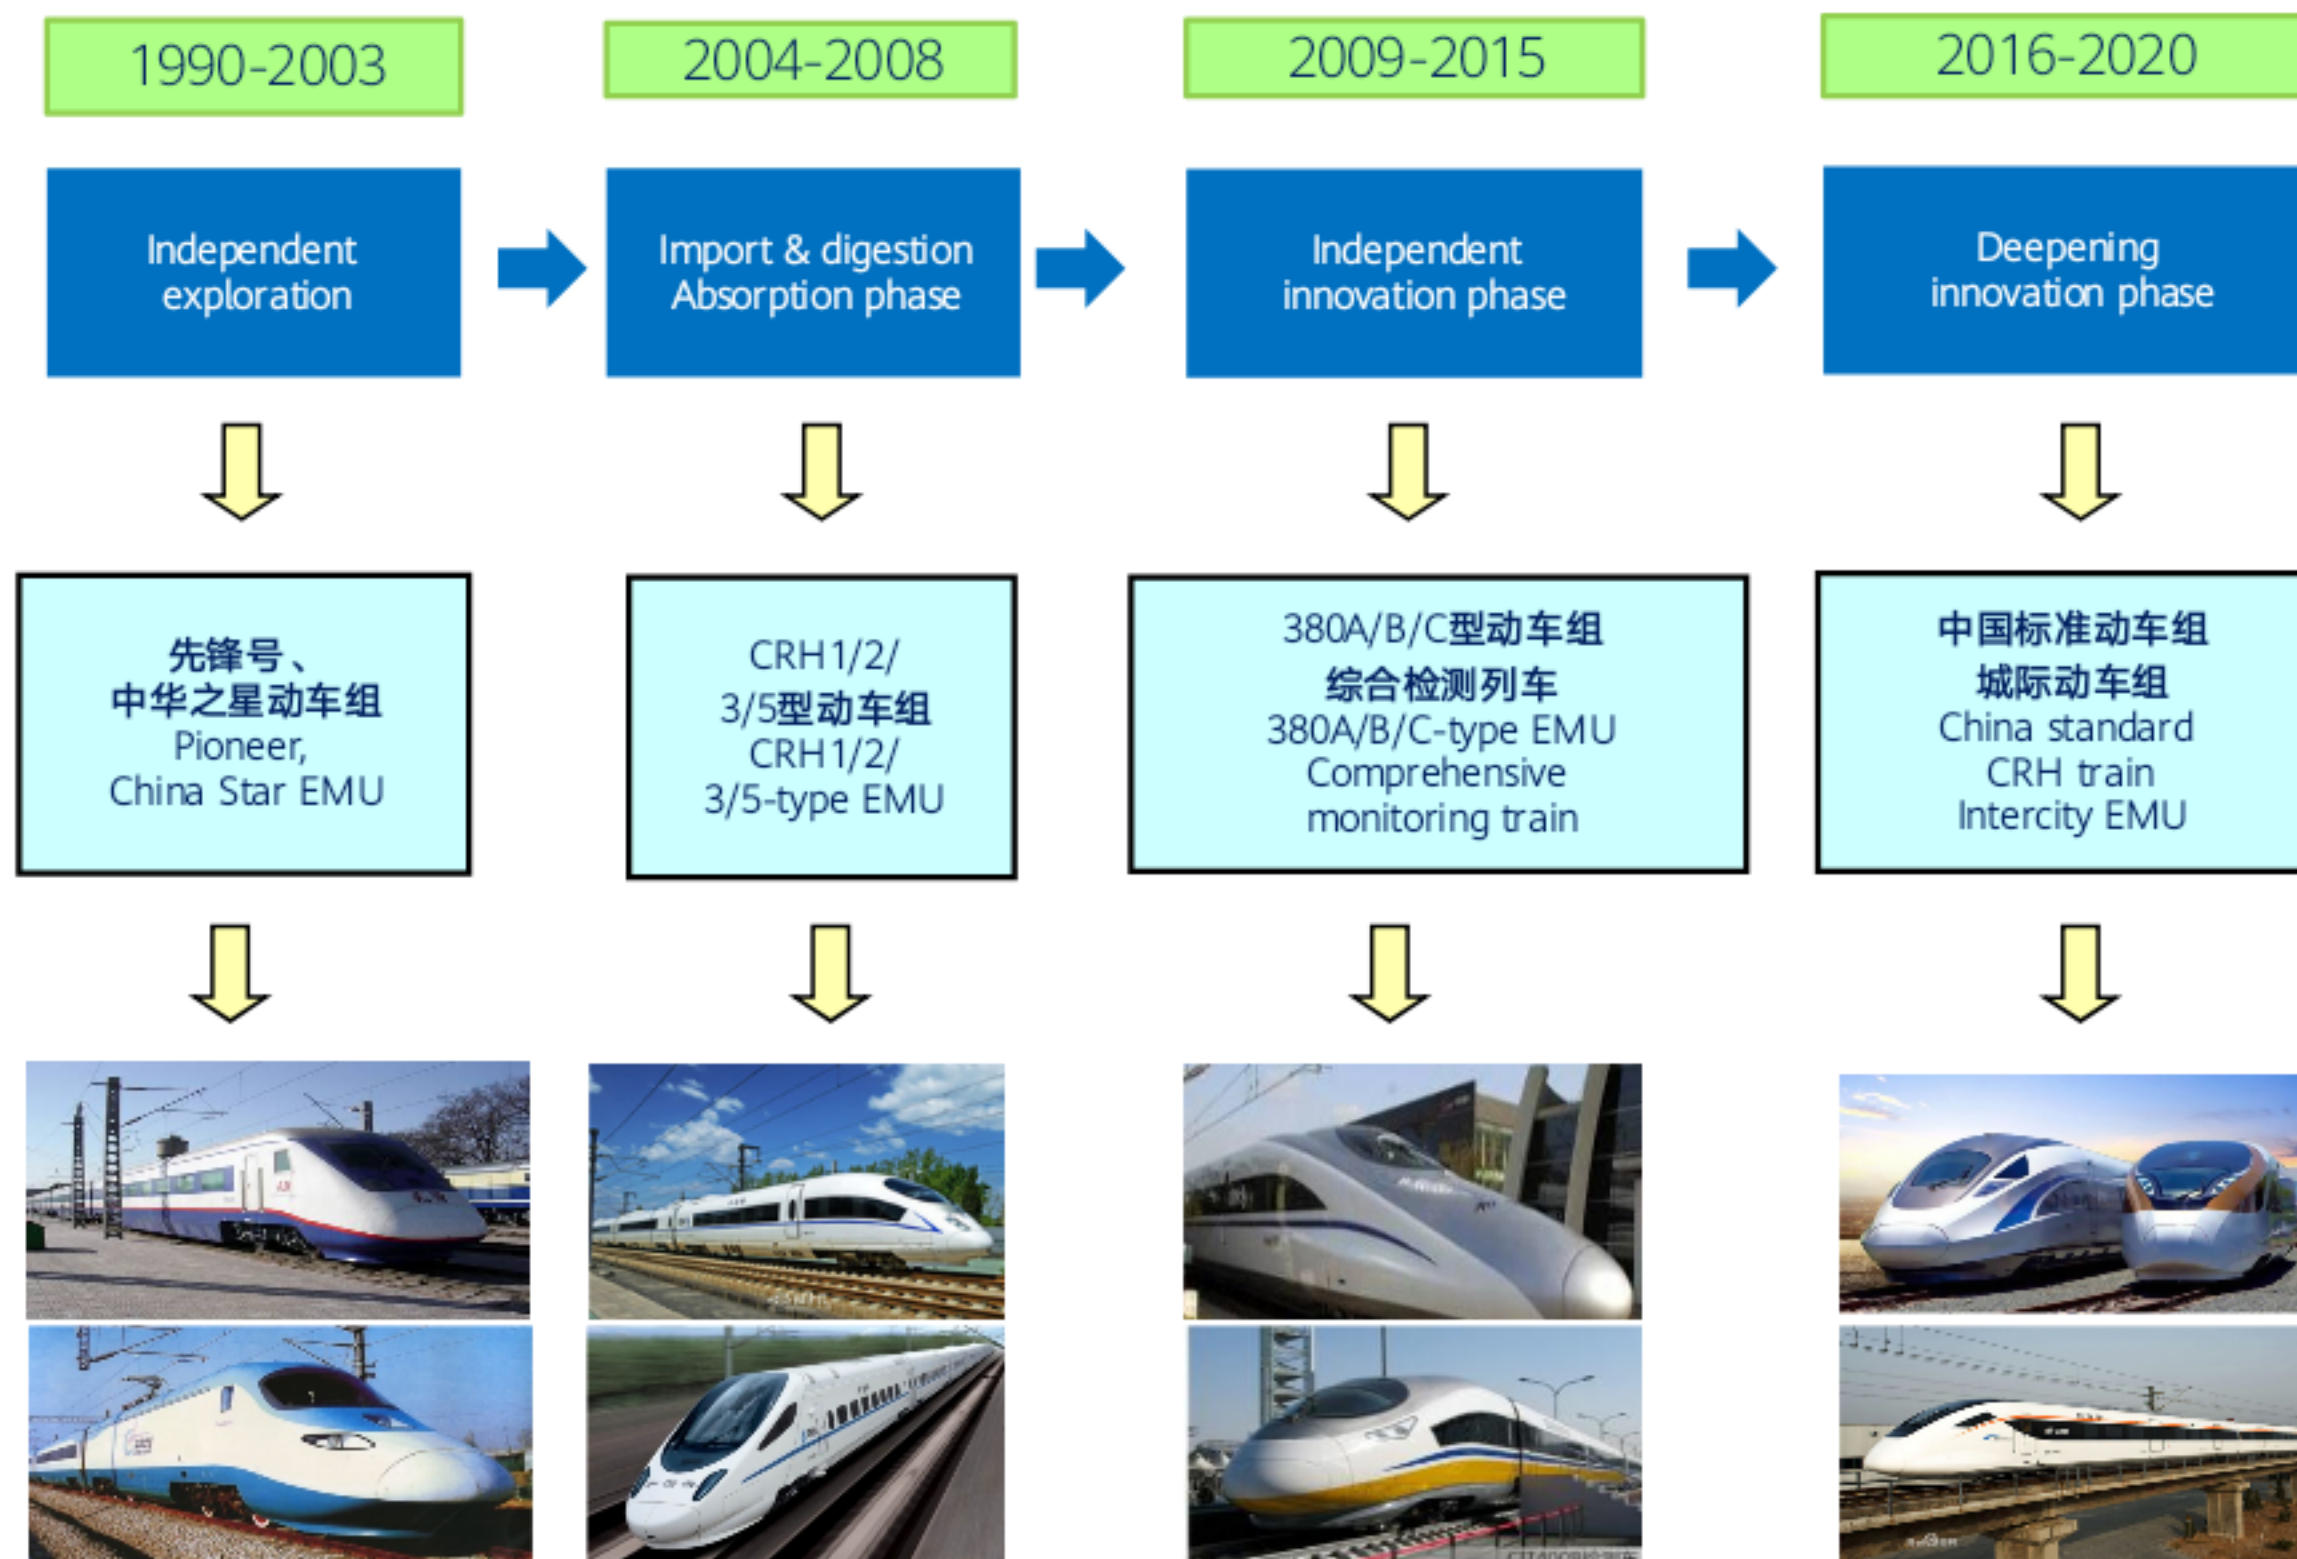 1990-2003
2004-2008
2009-2015
2016-2020
Independent
exploration
Import & digestion
Absorption phase
Independent
innovation phase
Deepening
innovation phase
先锋号、
中华之星动车组
Pioneer,
China Star EMU
CRH1/2/
3/5型动车组
CRH1/2/
3/5-type EMU
380A/B/C型动车组
综合检测列车
380A/B/C-type EMU
Comprehensive
monitoring train
中国标准动车组
城际动车组
China standard
CRH train
Intercity EMU